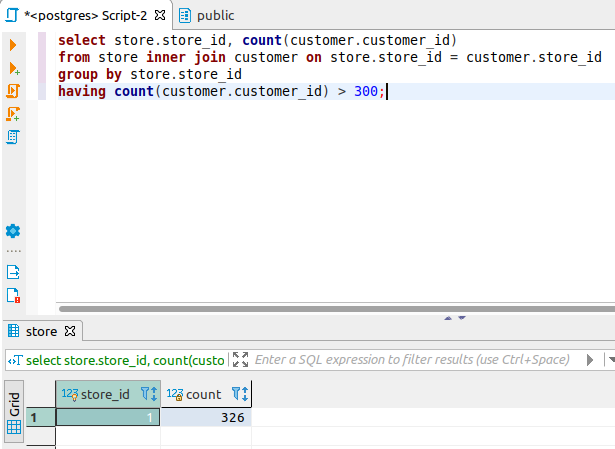 *<postgres> Script-2
public
select store.store_id, count(customer.customer_id)
from store inner join customer on store.store_id = customer.store_id
group by store.store_id
having count(customer.customer_id) > 300;
store
select store.store_id, count(custo
Enter a SQL expression to filter results (use Ctrl+Space)
Grid
123 store_id
123 count
1
1
326